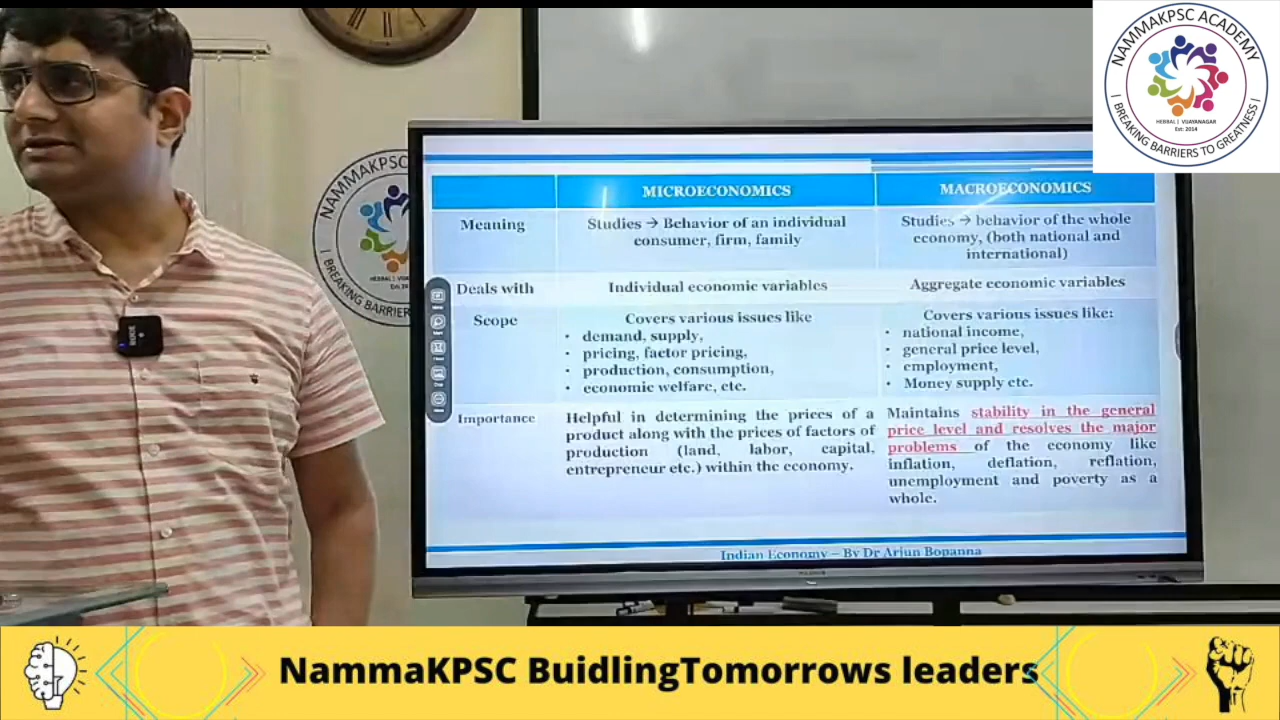 NAMMAKPSC ACADEMY
HEBBAL | VIJAYANAGAR
Est: 2014
| BREAKING BARRIERS TO GREATNESS |
NAMMAKPSC
HEBBAL |
BREAKING BARRIER
MICROECONOMICS
MACROECONOMICS
Meaning
Studies → Behavior of an individual
consumer, firm, family
Studies → behavior of the whole
economy, (both national and
international)
Deals with
Individual economic variables
Aggregate economic variables
Scope
Covers various issues like
• demand, supply,
• pricing, factor pricing,
• production, consumption,
• economic welfare, etc.
Covers various issues like:
• national income,
• general price level,
• employment,
• Money supply etc.
Importance
Helpful in determining the prices of a
product along with the prices of factors of
production (land, labor, capital,
entrepreneur etc.) within the economy.
Maintains stability in the general
price level and resolves the major
problems of the economy like
inflation, deflation, reflation,
unemployment and poverty as a
whole.
Indian Economy – By Dr Arjun Bopanna
NammaKPSC BuidlingTomorrows leaders